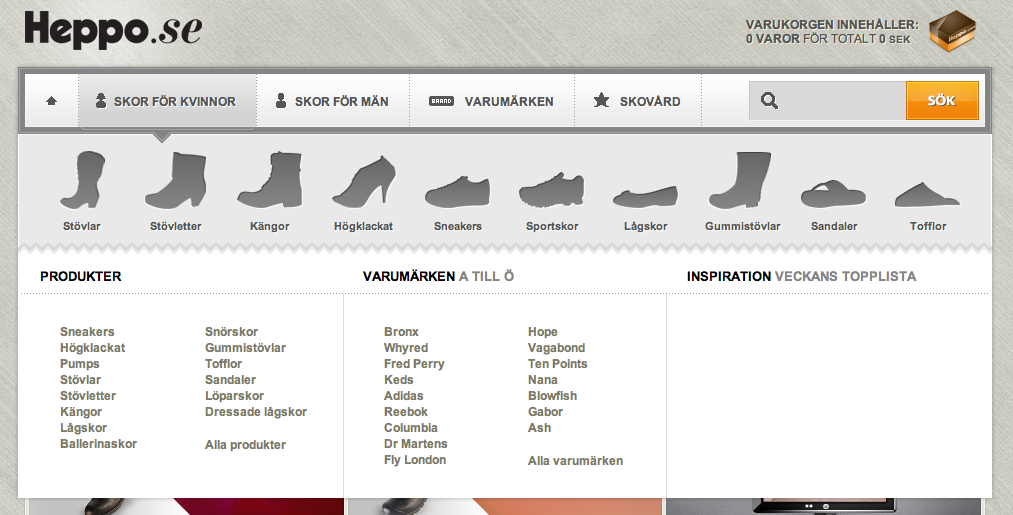 Heppo.se
VARUKORGEN INNEHÅLLER:
0 VAROR FÖR TOTALT 0 SEK
SKOR FÖR KVINNOR
SKOR FÖR MÄN
BRAND
VARUMÄRKEN
SKOVÅRD
SÖK
Stövlar
Stövletter
Kängor
Högklackat
Sneakers
Sportskor
Lågskor
Gummistövlar
Sandaler
Tofflor
PRODUKTER
Sneakers
Högklackat
Pumps
Stövlar
Stövletter
Kängor
Lågskor
Ballerinaskor
Snörskor
Gummistövlar
Tofflor
Sandaler
Löparskor
Dressade lågskor
Alla produkter
VARUMÄRKEN A TILL Ö
Bronx
Whyred
Fred Perry
Keds
Adidas
Reebok
Columbia
Dr Martens
Fly London
Hope
Vagabond
Ten Points
Nana
Blowfish
Gabor
Ash
Alla varumärken
INSPIRATION VECKANS TOPPLISTA